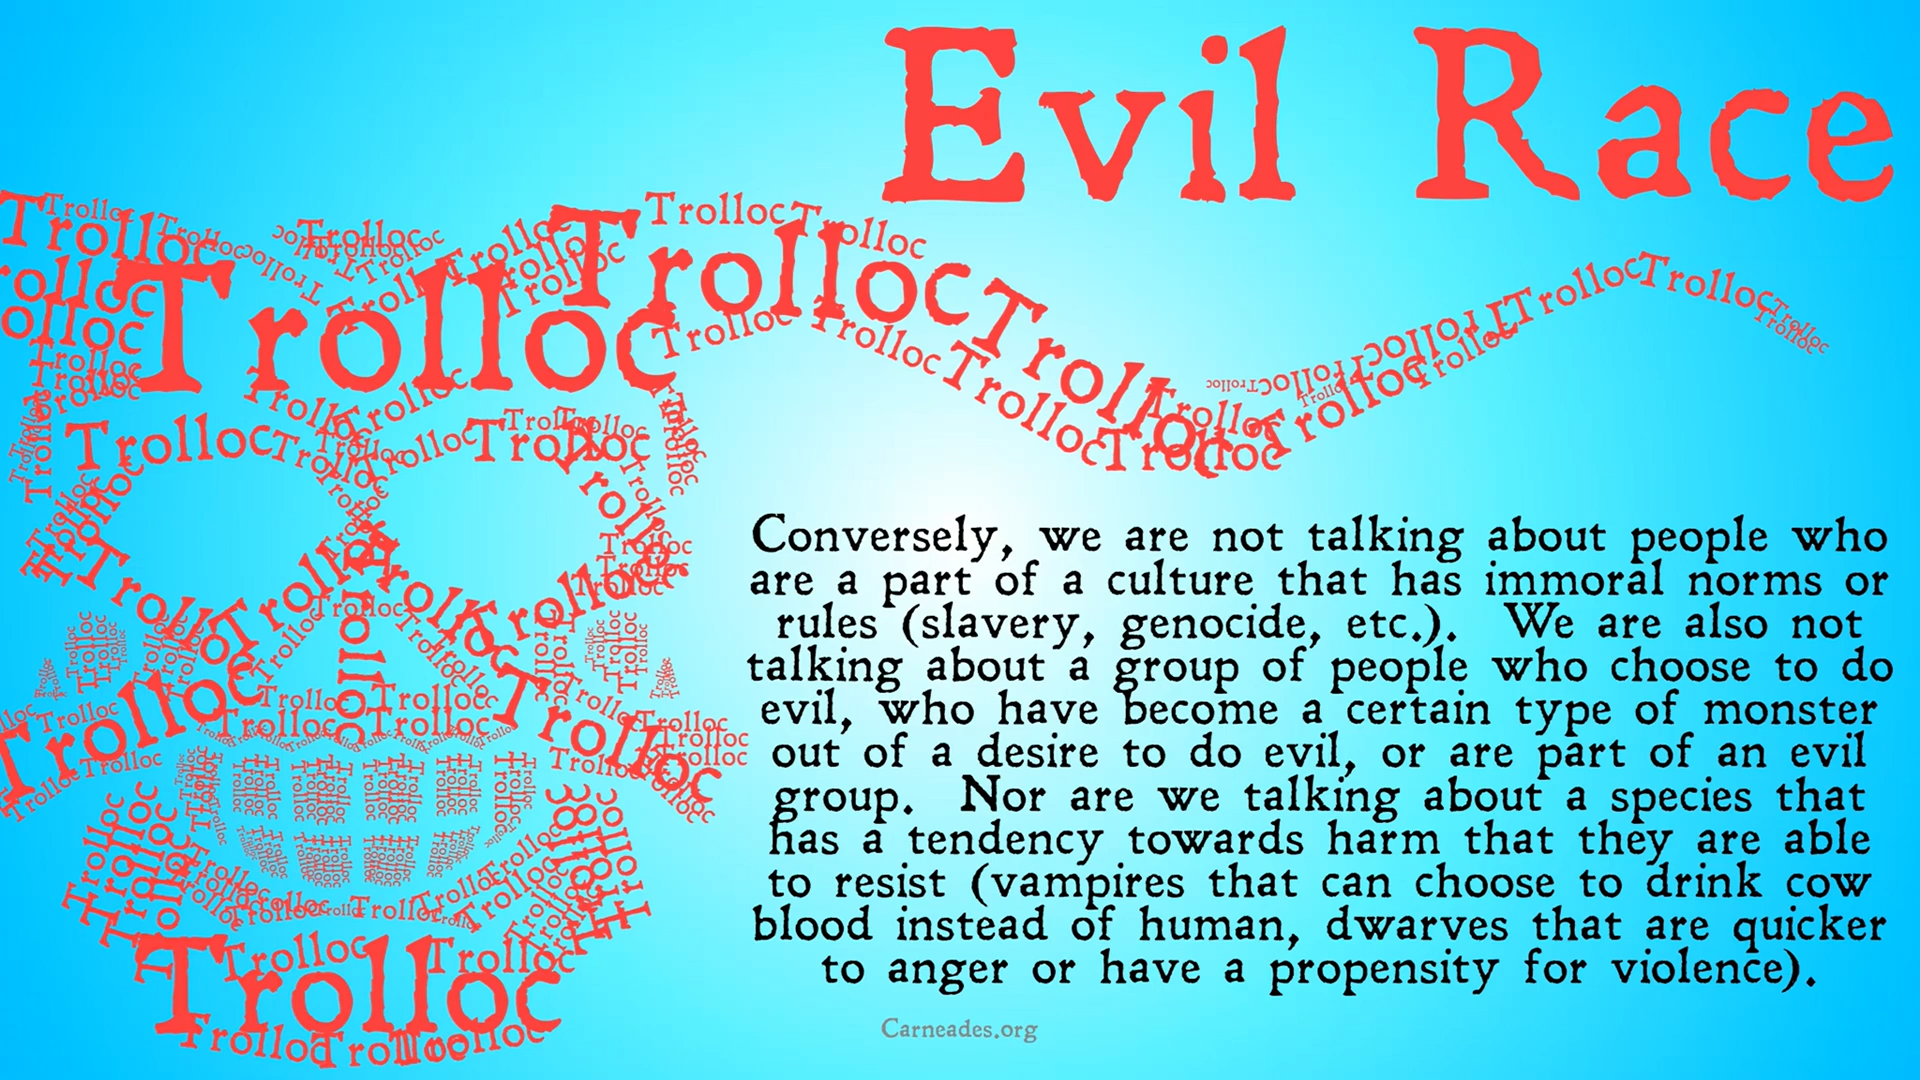 Evil Race
Trolloc
Conversely, we are not talking about people who
are a part of a culture that has immoral norms or
rules (slavery, genocide, etc.). We are also not
talking about a group of people who choose to do
evil, who have become a certain type of monster
out of a desire to do evil, or are part of an evil
group. Nor are we talking about a species that
has a tendency towards harm that they are able
to resist (vampires that can choose to drink cow
blood instead of human, dwarves that are quicker
to anger or have a propensity for violence).
Carneades.org